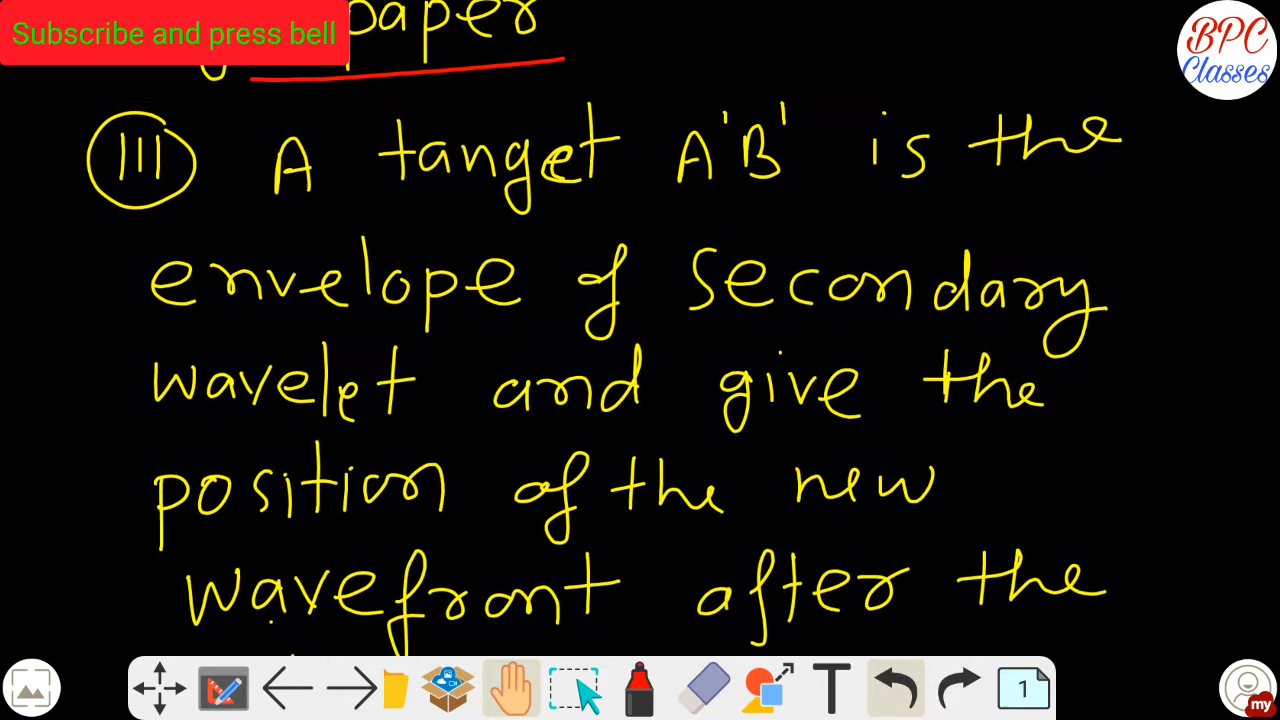 Subscribe and press bell
paper
BPC
Classes
III A tanget A'B' is the
envelope of secondary
wavelet and give the
position of the new
wavefront after the
T
1
my